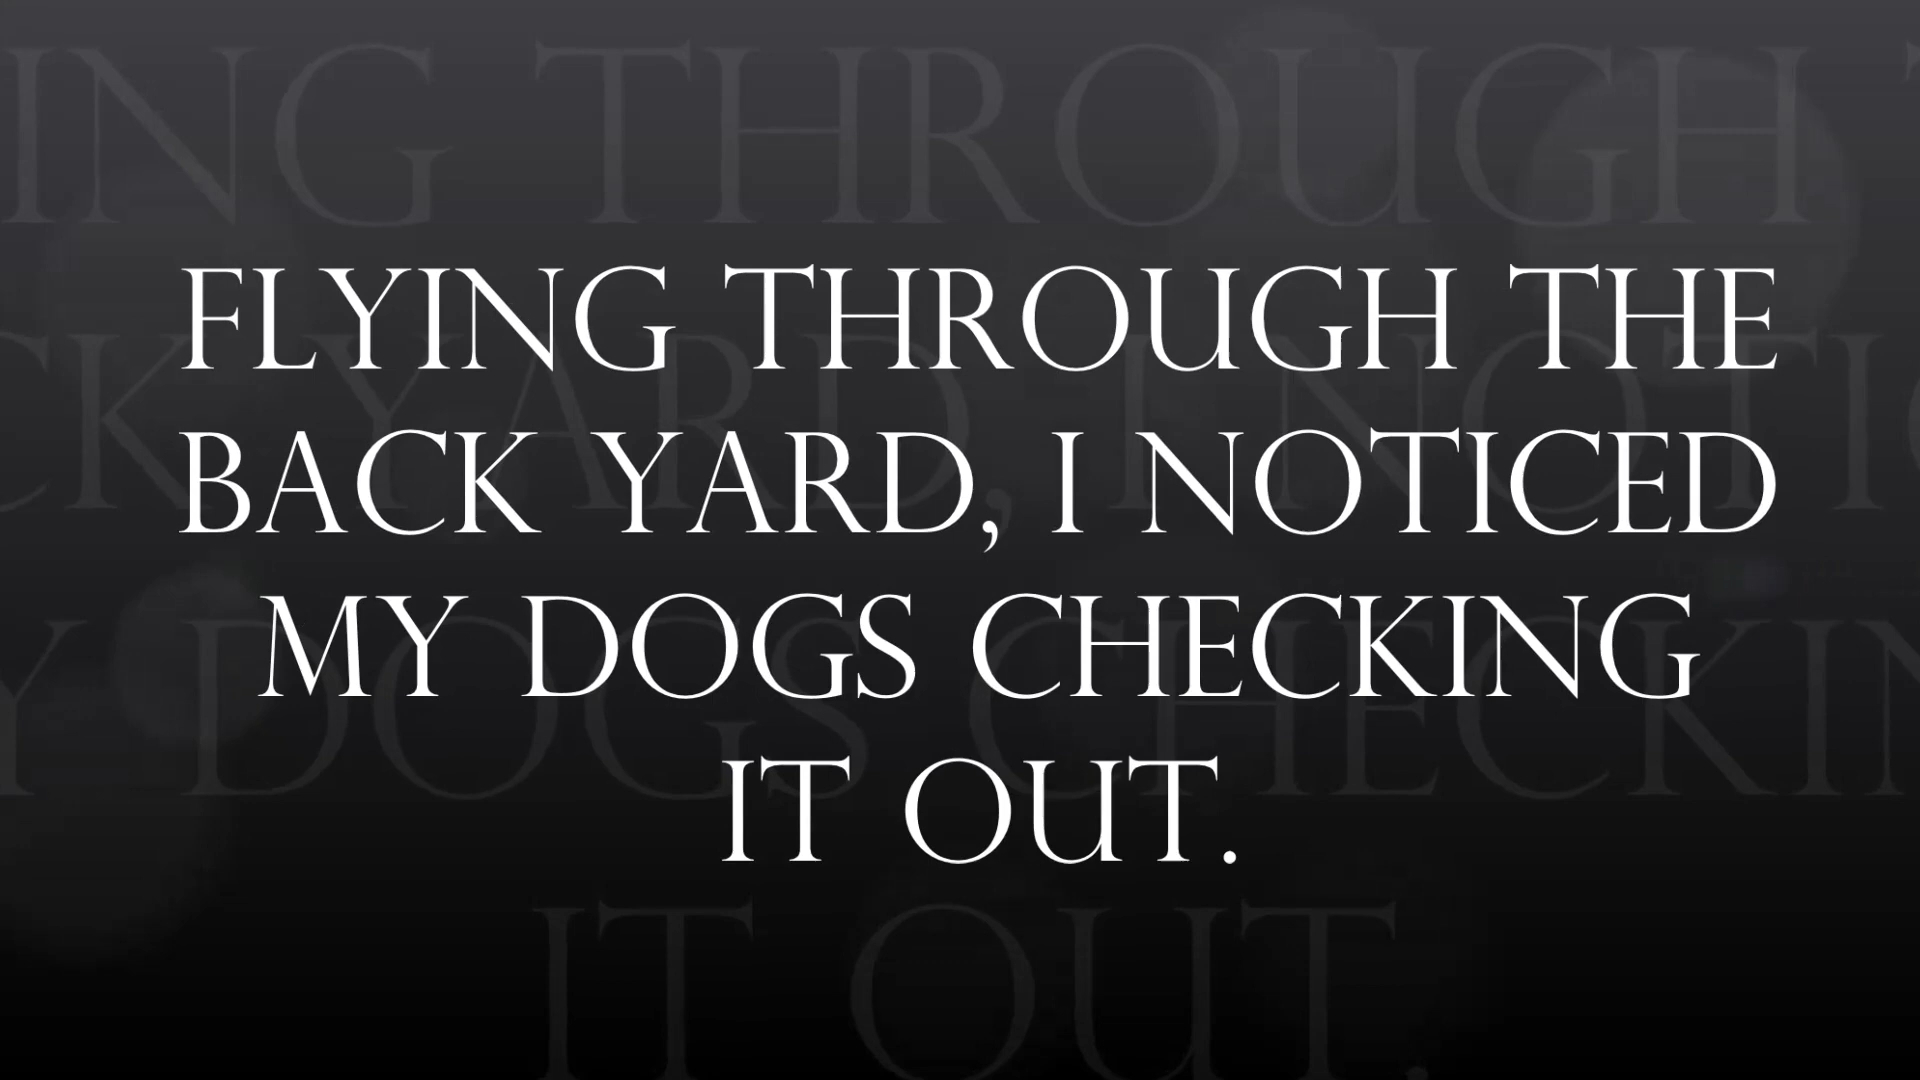 FLYING THROUGH THE
BACK YARD, I NOTICED
MY DOGS CHECKING
IT OUT.